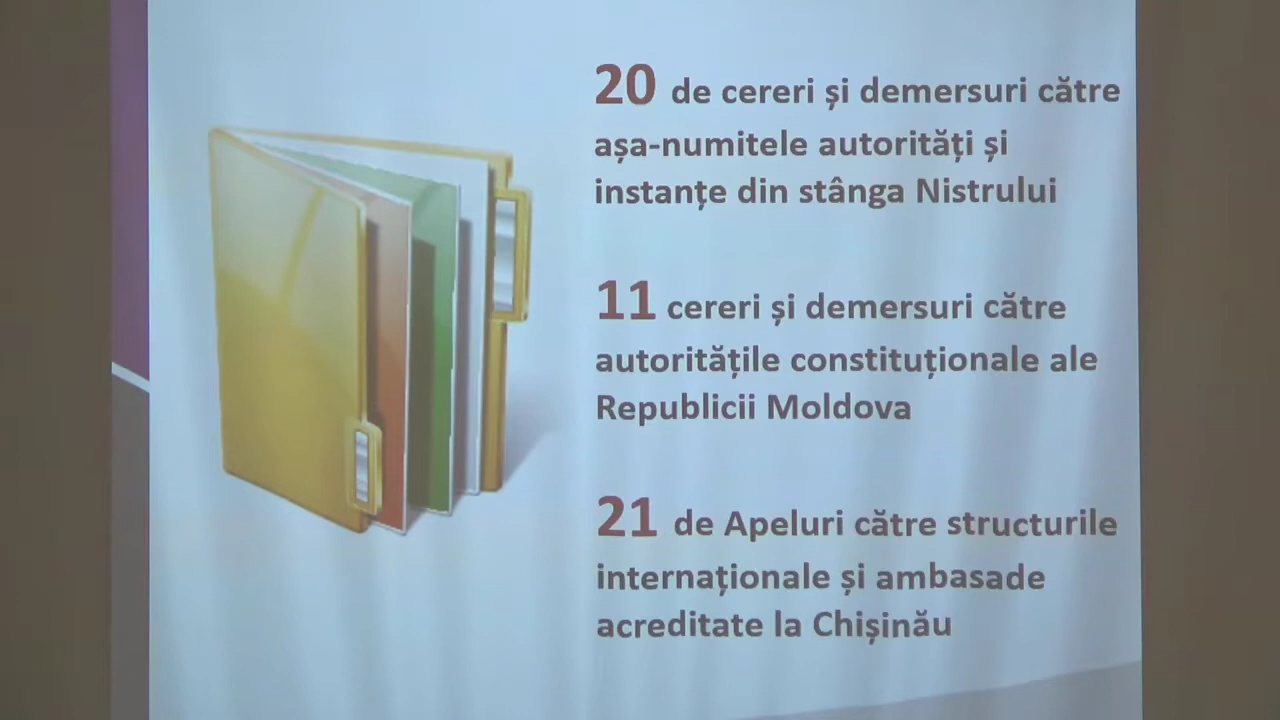 20 de cereri și demersuri către
așa-numitele autorități și
instanțe din stânga Nistrului
11 cereri și demersuri către
autoritățile constituționale ale
Republicii Moldova
21 de Apeluri către structurile
internaționale și ambasade
acreditate la Chișinău